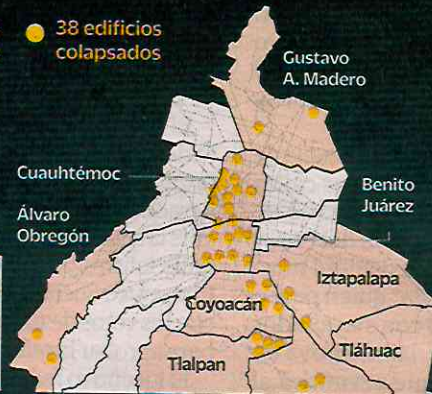 38 edificios
colapsados
Gustavo
A. Madero
Cuauhtémoc
Benito
Juárez
Álvaro
Obregón
Iztapalapa
Coyoacán
Tláhuac
Tlalpan